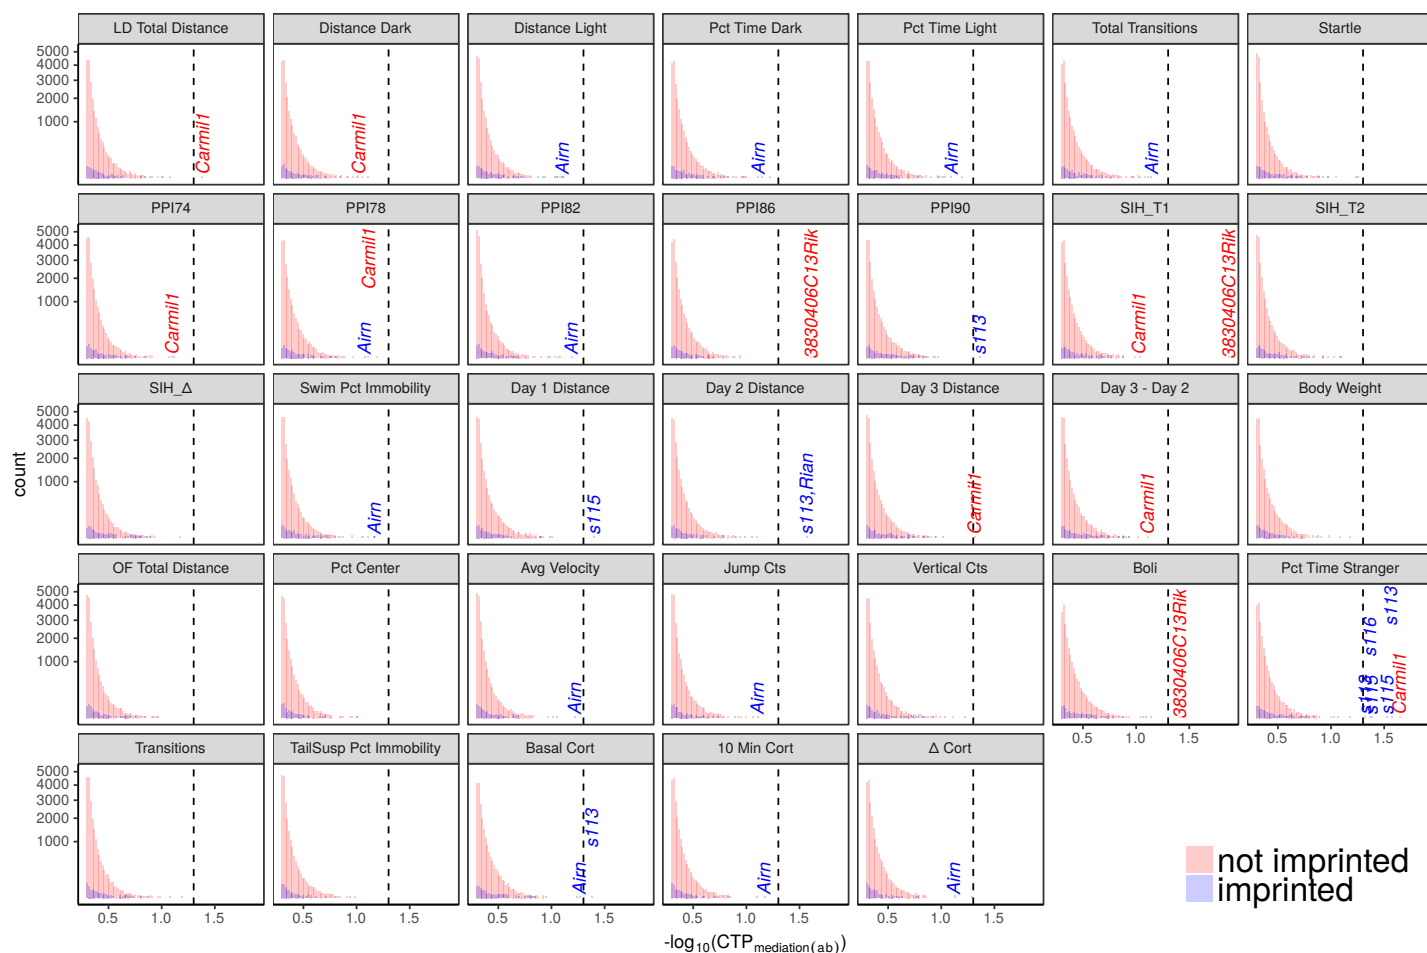 LD Total Distance Distance Dark Distance Light Pct Time Dark Pct Time Light Total Transitions Startle
5000
4000
3000
2000
1000
Carmil1 Carmil1 Airn Airn Airn Airn
PPI74 PPI78 PPI82 PPI86 PPI90 SIH_T1 SIH_T2
5000
4000
3000
2000
1000
Carmil1 Carmil1 Airn Airn 3830406C13Rik s113 Carmil1 3830406C13Rik
SIH_Δ Swim Pct Immobility Day 1 Distance Day 2 Distance Day 3 Distance Day 3 - Day 2 Body Weight
5000
4000
3000
2000
1000
Airn s115 s113,Rian Carmil1 Carmil1
count
OF Total Distance Pct Center Avg Velocity Jump Cts Vertical Cts Boli Pct Time Stranger
5000
4000
3000
2000
1000
Airn Airn 3830406C13Rik s113 s116 s115 s115 Carmil1
0.5 1.0 1.5 0.5 1.0 1.5
Transitions TailSusp Pct Immobility Basal Cort 10 Min Cort Δ Cort
5000
4000
3000
2000
1000
Airn s113 Airn Airn
0.5 1.0 1.5 0.5 1.0 1.5 0.5 1.0 1.5 0.5 1.0 1.5 0.5 1.0 1.5
-log10(CTPmediation(ab))
not imprinted
imprinted